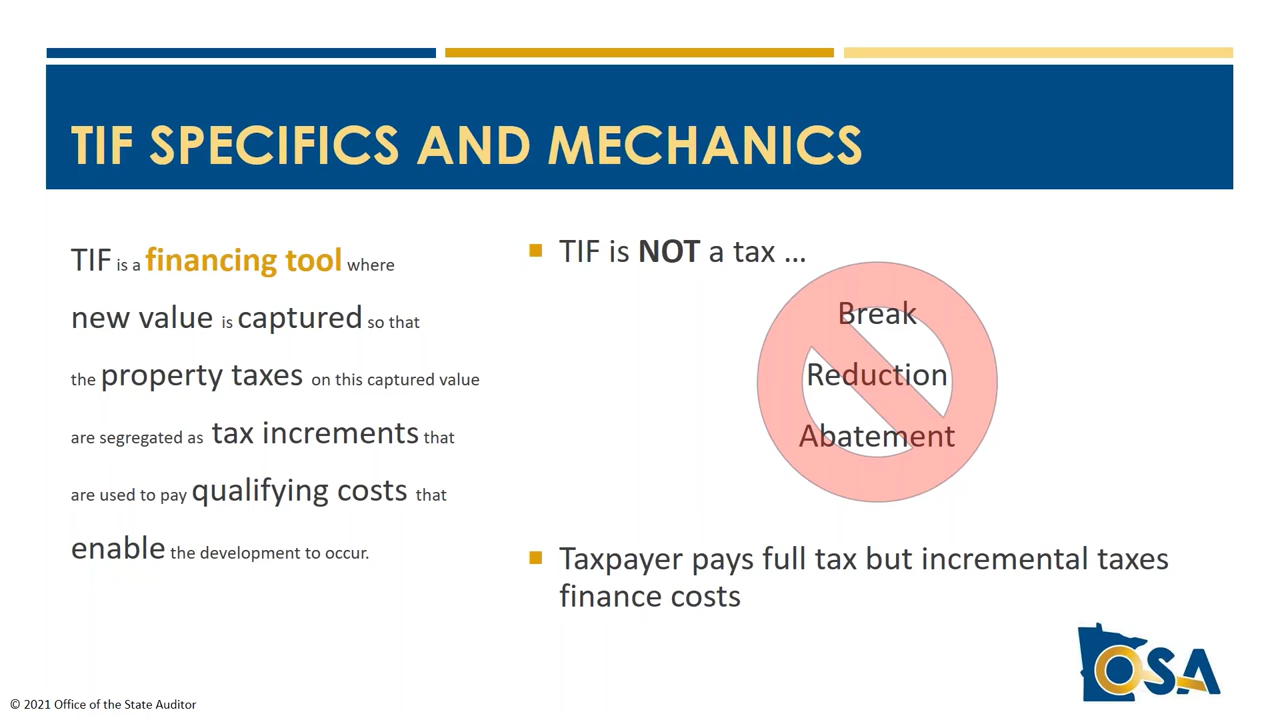 TIF SPECIFICS AND MECHANICS
TIF is a financing tool where
new value is captured so that
the property taxes on this captured value
are segregated as tax increments that
are used to pay qualifying costs that
enable the development to occur.
■ TIF is NOT a tax ...
Break
Reduction
Abatement
■ Taxpayer pays full tax but incremental taxes
finance costs
OSA
© 2021 Office of the State Auditor